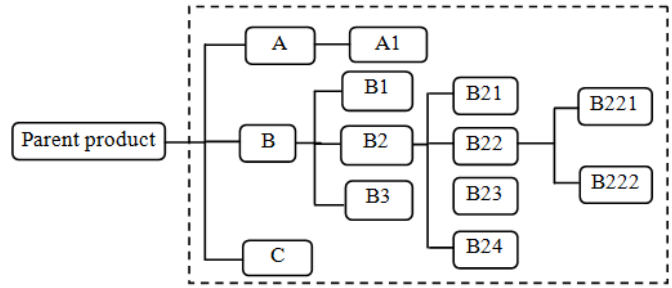 A
A1
B1
B21
B221
Parent product
B
B2
B22
B3
B23
B222
C
B24